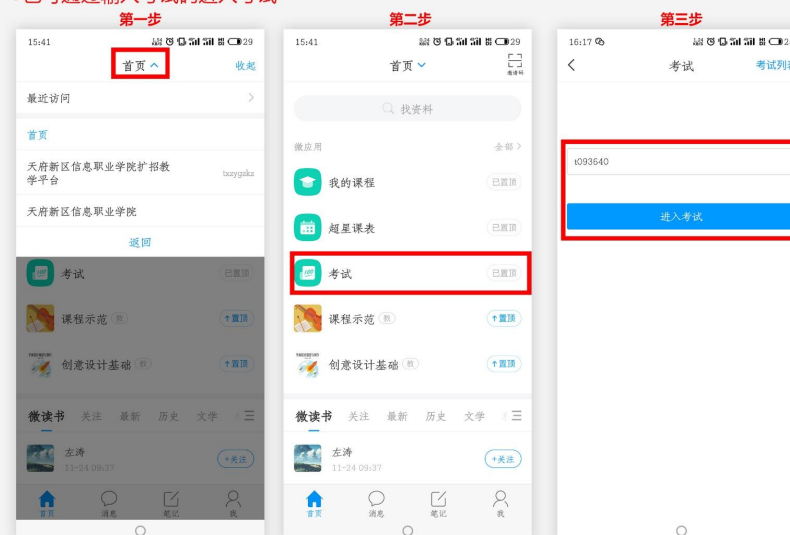 第一步
15:41
29
首页
收起
最近访问
首页
天府新区信息职业学院扩招教
学平台
天府新区信息职业学院
返回
考试
已置顶
课程示范 教
↑置顶
创意设计基础 教
↑置顶
微读书 关注 最新 历史 文学
左涛
11-24 09:37
+关注
首页 消息 笔记 我
第二步
15:41
29
首页
邀请码
找资料
微应用
全部
我的课程
已置顶
超星课表
已置顶
考试
已置顶
课程示范 教
↑置顶
创意设计基础 教
↑置顶
微读书 关注 最新 历史 文学
左涛
11-24 09:37
+关注
首页 消息 笔记 我
第三步
16:17
考试
考试列表
t093640
进入考试